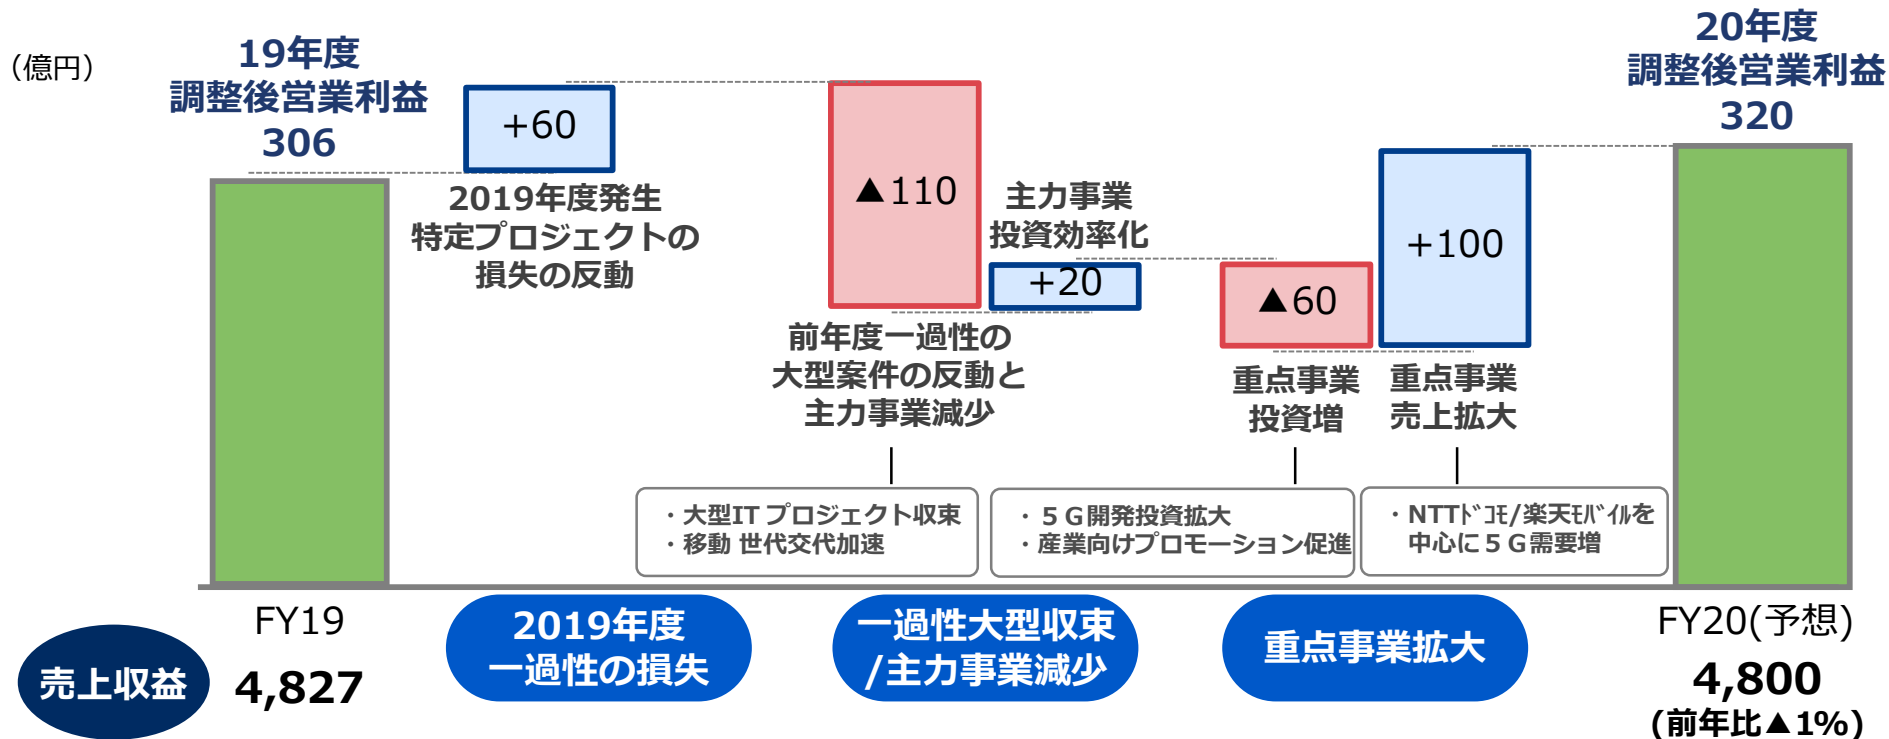 (億円)
19年度
調整後営業利益
306
+60
2019年度発生
特定プロジェクトの
損失の反動
▲110
前年度一過性の
大型案件の反動と
主力事業減少
主力事業
投資効率化
+20
▲60
重点事業
投資増
+100
重点事業
売上拡大
20年度
調整後営業利益
320
・大型IT プロジェクト収束
・移動 世代交代加速
・５Ｇ開発投資拡大
・産業向けプロモーション促進
・NTTﾄﾞｺﾓ/楽天ﾓﾊﾞｲﾙを
中心に５Ｇ需要増
FY19
2019年度
一過性の損失
一過性大型収束
/主力事業減少
重点事業拡大
FY20(予想)
売上収益
4,827
4,800
(前年比▲1%)